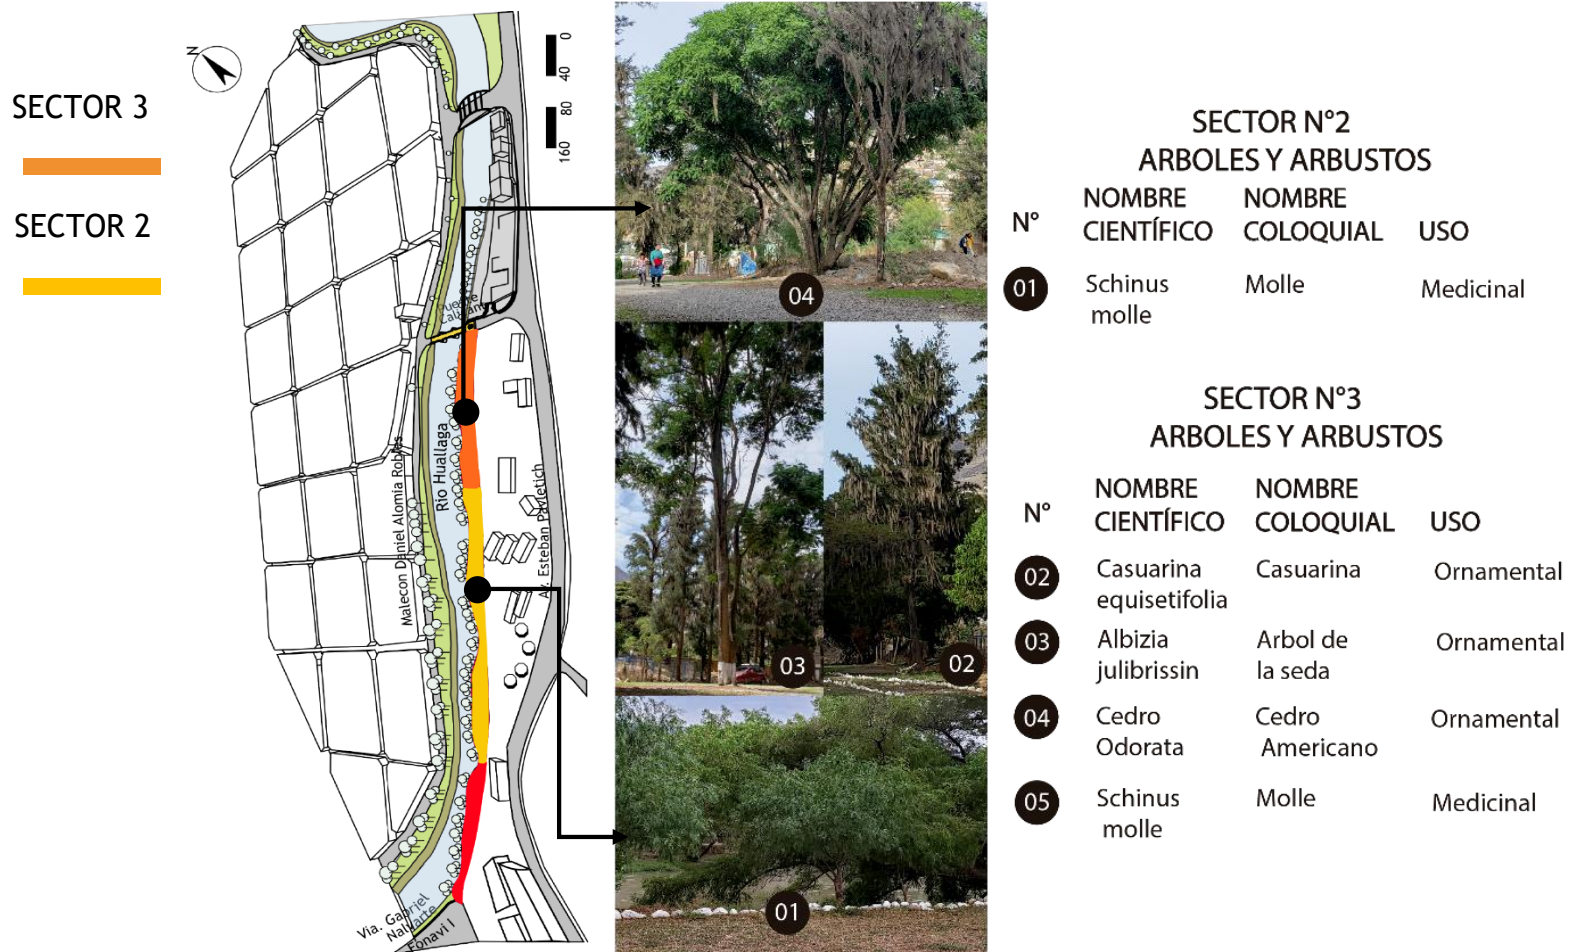 N
SECTOR 3
SECTOR 2
0
40
80
160
Malecon Daniel Alomia Robles
Rio Huallaga
Av. Esteban Pavletich
Via. Gabriel
Fonavi I
04
03
02
01
SECTOR N°2
ARBOLES Y ARBUSTOS
N° NOMBRE CIENTÍFICO NOMBRE COLOQUIAL USO
01 Schinus molle Molle Medicinal
SECTOR N°3
ARBOLES Y ARBUSTOS
N° NOMBRE CIENTÍFICO NOMBRE COLOQUIAL USO
02 Casuarina equisetifolia Casuarina Ornamental
03 Albizia julibrissin Arbol de la seda Ornamental
04 Cedro Odorata Cedro Americano Ornamental
05 Schinus molle Molle Medicinal